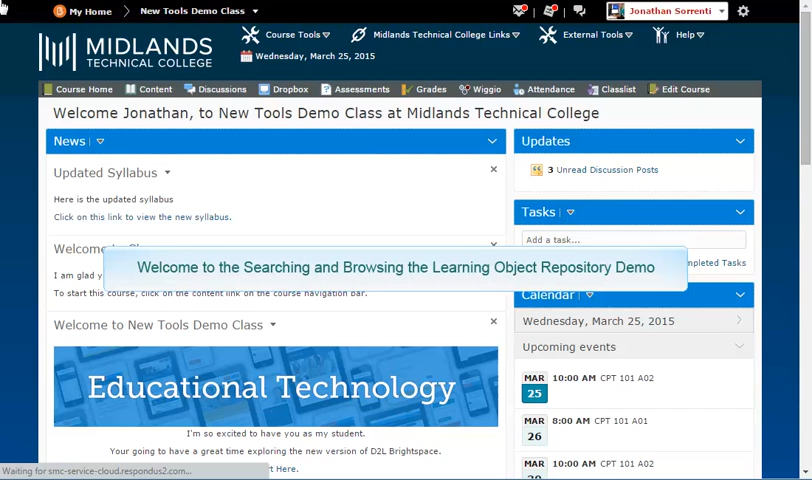 My Home
New Tools Demo Class
Jonathan Sorrenti
MIDLANDS
TECHNICAL COLLEGE
Course Tools
Midlands Technical College Links
External Tools
Help
Wednesday, March 25, 2015
Course Home
Content
Discussions
Dropbox
Assessments
Grades
Wiggio
Attendance
Classlist
Edit Course
Welcome Jonathan, to New Tools Demo Class at Midlands Technical College
News
Updated Syllabus
Here is the updated syllabus
Click on this link to view the new syllabus.
Welcome to
I am glad
To start this course, click on the content link on the course navigation bar.
Welcome to the Searching and Browsing the Learning Object Repository Demo
Welcome to New Tools Demo Class
Educational Technology
I'm so excited to have you as my student.
Your going to have a great time exploring the new version of D2L Brightspace.
Here.
Waiting for smc-service-cloud.respondus2.com...
Updates
3 Unread Discussion Posts
Tasks
Add a task...
Tasks
Calendar
Wednesday, March 25, 2015
Upcoming events
MAR
25
10:00 AM CPT 101 A02
MAR
26
8:00 AM CPT 101 A01
MAR
10:00 AM CPT 101 A02